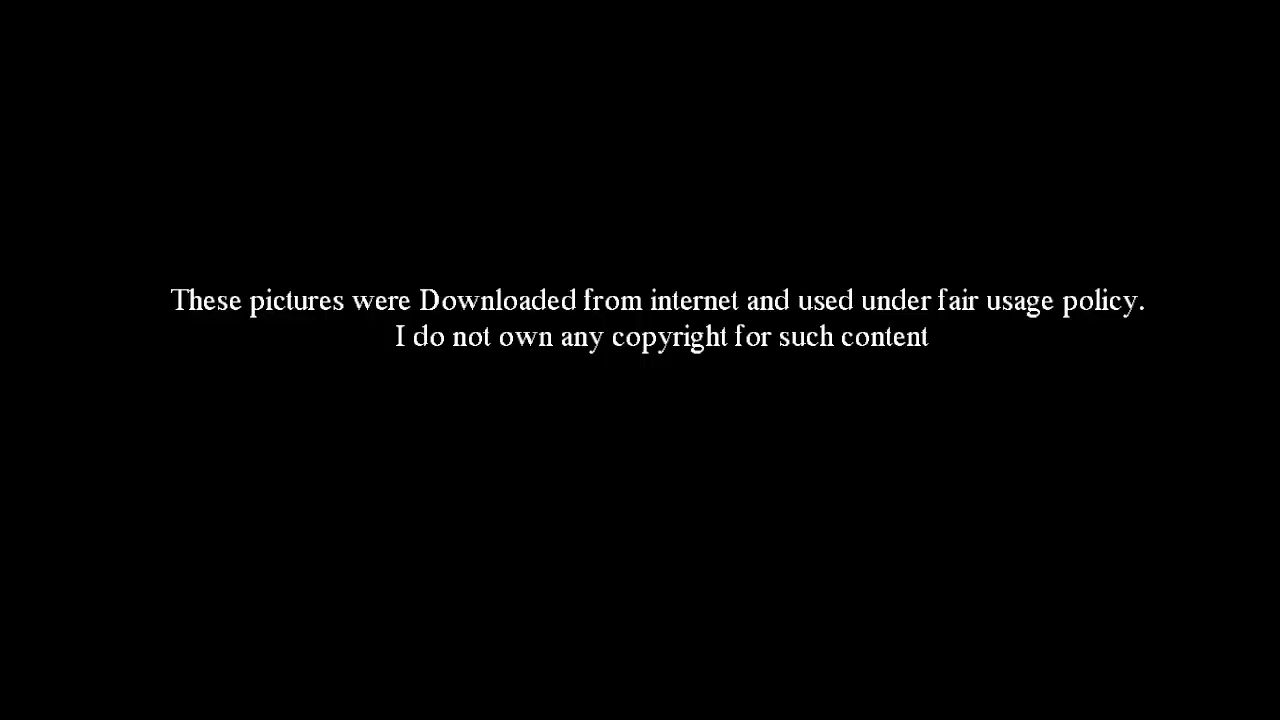 These pictures were Downloaded from internet and used under fair usage policy.
I do not own any copyright for such content